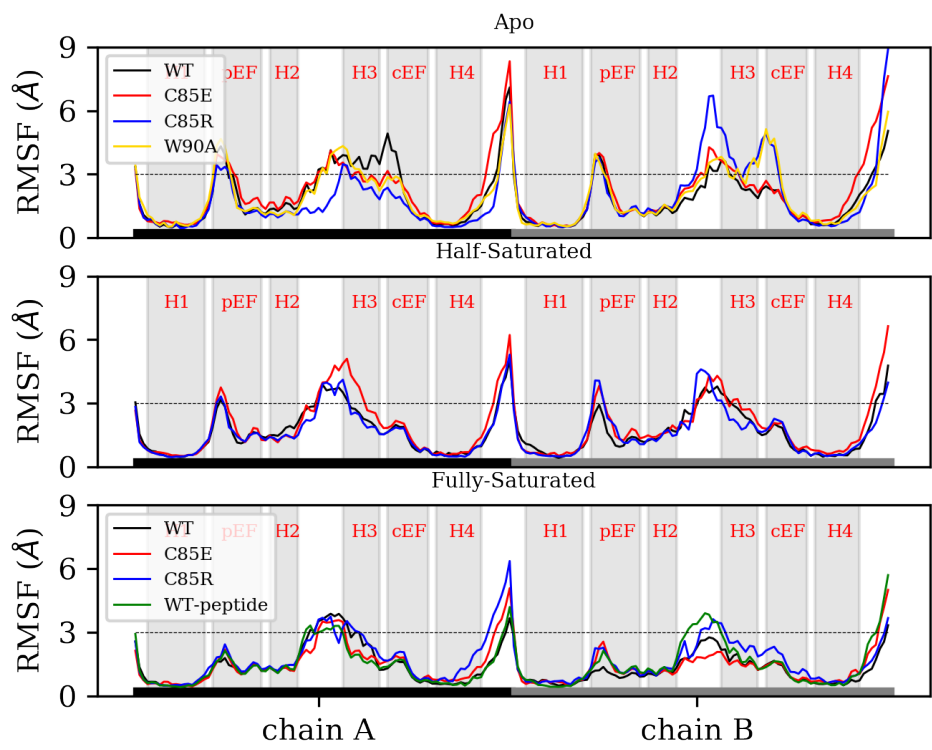 Apo
RMSF (Å)
9
6
3
0
WT
C85E
C85R
W90A
pEF H2 H3 cEF H4 H1 pEF H2 H3 cEF H4
Half-Saturated
RMSF (Å)
9
6
3
0
H1 pEF H2 H3 cEF H4 H1 pEF H2 H3 cEF H4
Fully-Saturated
RMSF (Å)
9
6
3
0
WT
C85E
C85R
WT-peptide
pEF H2 H3 cEF H4 H1 pEF H2 H3 cEF H4
chain A chain B